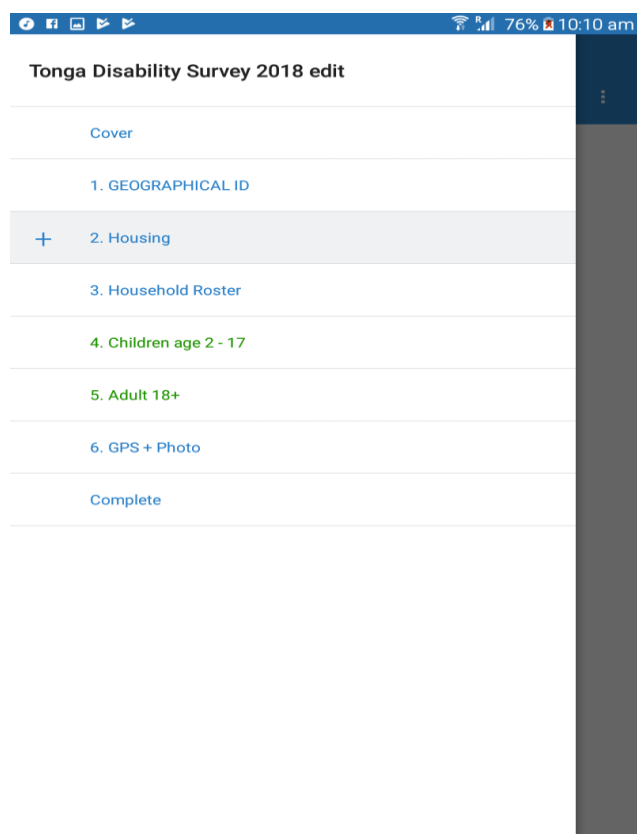 R 76% 10:10 am
Tonga Disability Survey 2018 edit
Cover
1. GEOGRAPHICAL ID
+ 2. Housing
3. Household Roster
4. Children age 2 - 17
5. Adult 18+
6. GPS + Photo
Complete